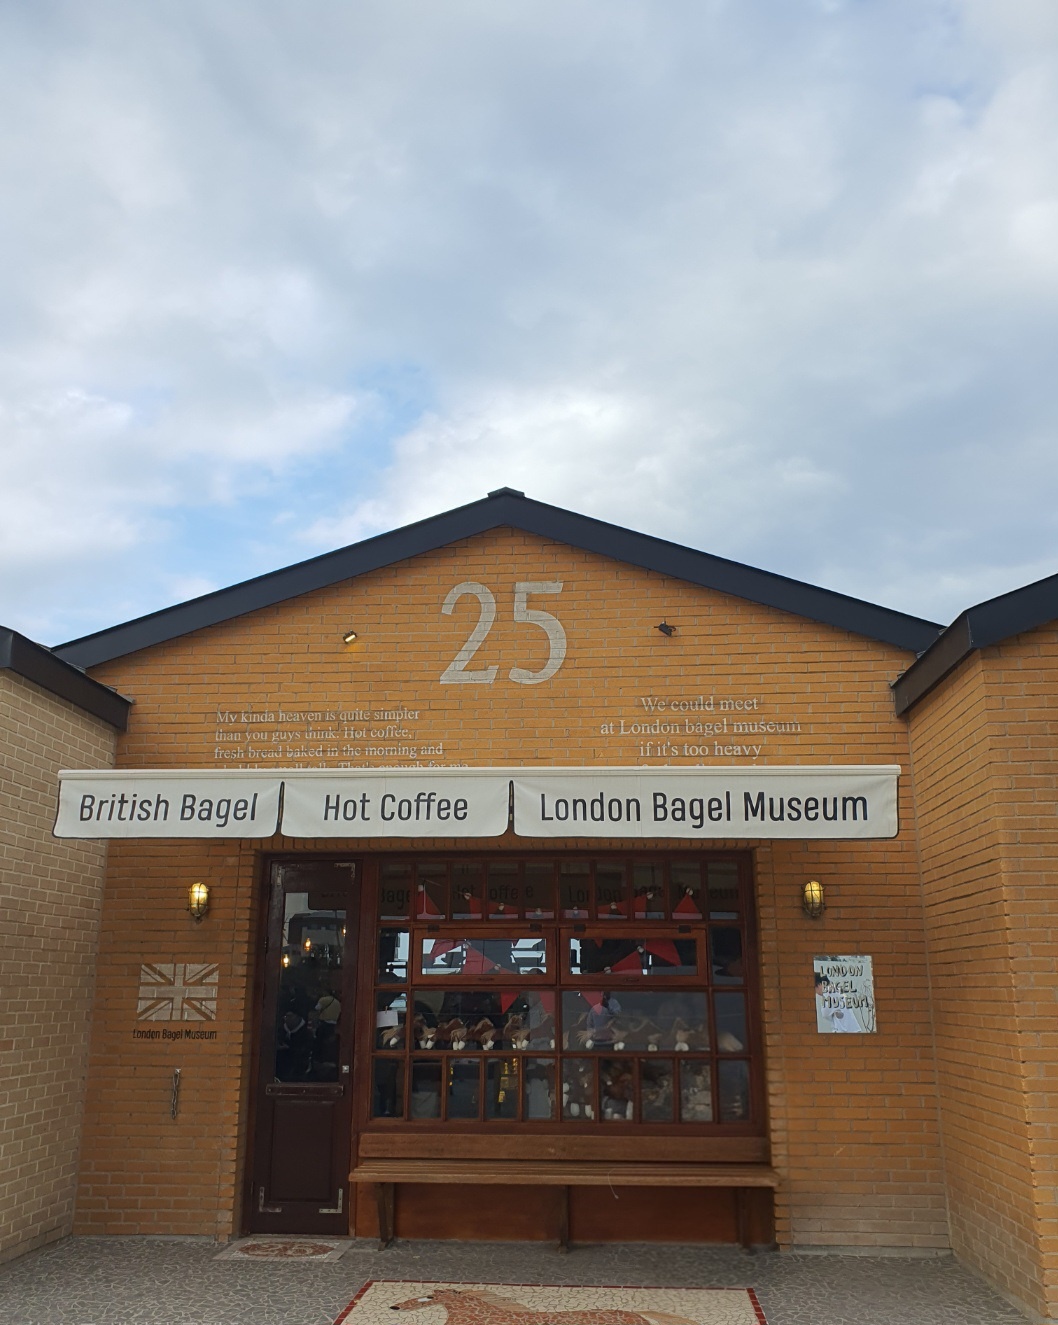 25
My kinda heaven is quite simpler
than you guys think. Hot coffee,
fresh bread baked in the morning and
We could meet
at London bagel museum
if it's too heavy
British Bagel
Hot Coffee
London Bagel Museum
London Bagel Museum
LONDON
BAGEL
MUSEUM
25